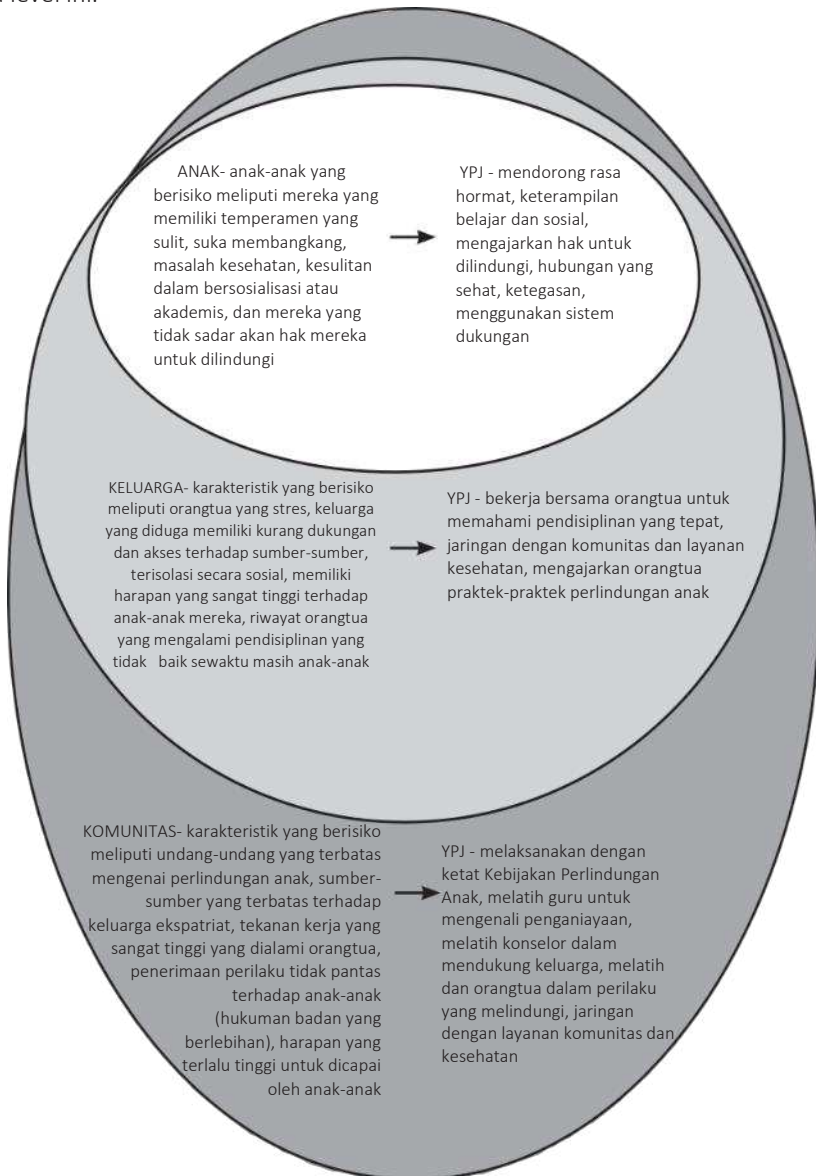 level ini.
ANAK- anak-anak yang
berisiko meliputi mereka yang
memiliki temperamen yang
sulit, suka membangkang,
masalah kesehatan, kesulitan
dalam bersosialisasi atau
akademis, dan mereka yang
tidak sadar akan hak mereka
untuk dilindungi
YPJ - mendorong rasa
hormat, keterampilan
belajar dan sosial,
mengajarkan hak untuk
dilindungi, hubungan yang
sehat, ketegasan,
menggunakan sistem
dukungan
KELUARGA- karakteristik yang berisiko
meliputi orangtua yang stres, keluarga
yang diduga memiliki kurang dukungan
dan akses terhadap sumber-sumber,
terisolasi secara sosial, memiliki
harapan yang sangat tinggi terhadap
anak-anak mereka, riwayat orangtua
yang mengalami pendisiplinan yang
tidak baik sewaktu masih anak-anak
YPJ - bekerja bersama orangtua untuk
memahami pendisiplinan yang tepat,
jaringan dengan komunitas dan layanan
kesehatan, mengajarkan orangtua
praktek-praktek perlindungan anak
KOMUNITAS- karakteristik yang berisiko
meliputi undang-undang yang terbatas
mengenai perlindungan anak, sumber-
sumber yang terbatas terhadap
keluarga ekspatriat, tekanan kerja yang
sangat tinggi yang dialami orangtua,
penerimaan perilaku tidak pantas
terhadap anak-anak
(hukuman badan yang
berlebihan), harapan yang
terlalu tinggi untuk dicapai
oleh anak-anak
YPJ - melaksanakan dengan
ketat Kebijakan Perlindungan
Anak, melatih guru untuk
mengenali penganiayaan,
melatih konselor dalam
mendukung keluarga, melatih
dan orangtua dalam perilaku
yang melindungi, jaringan
dengan layanan komunitas dan
kesehatan